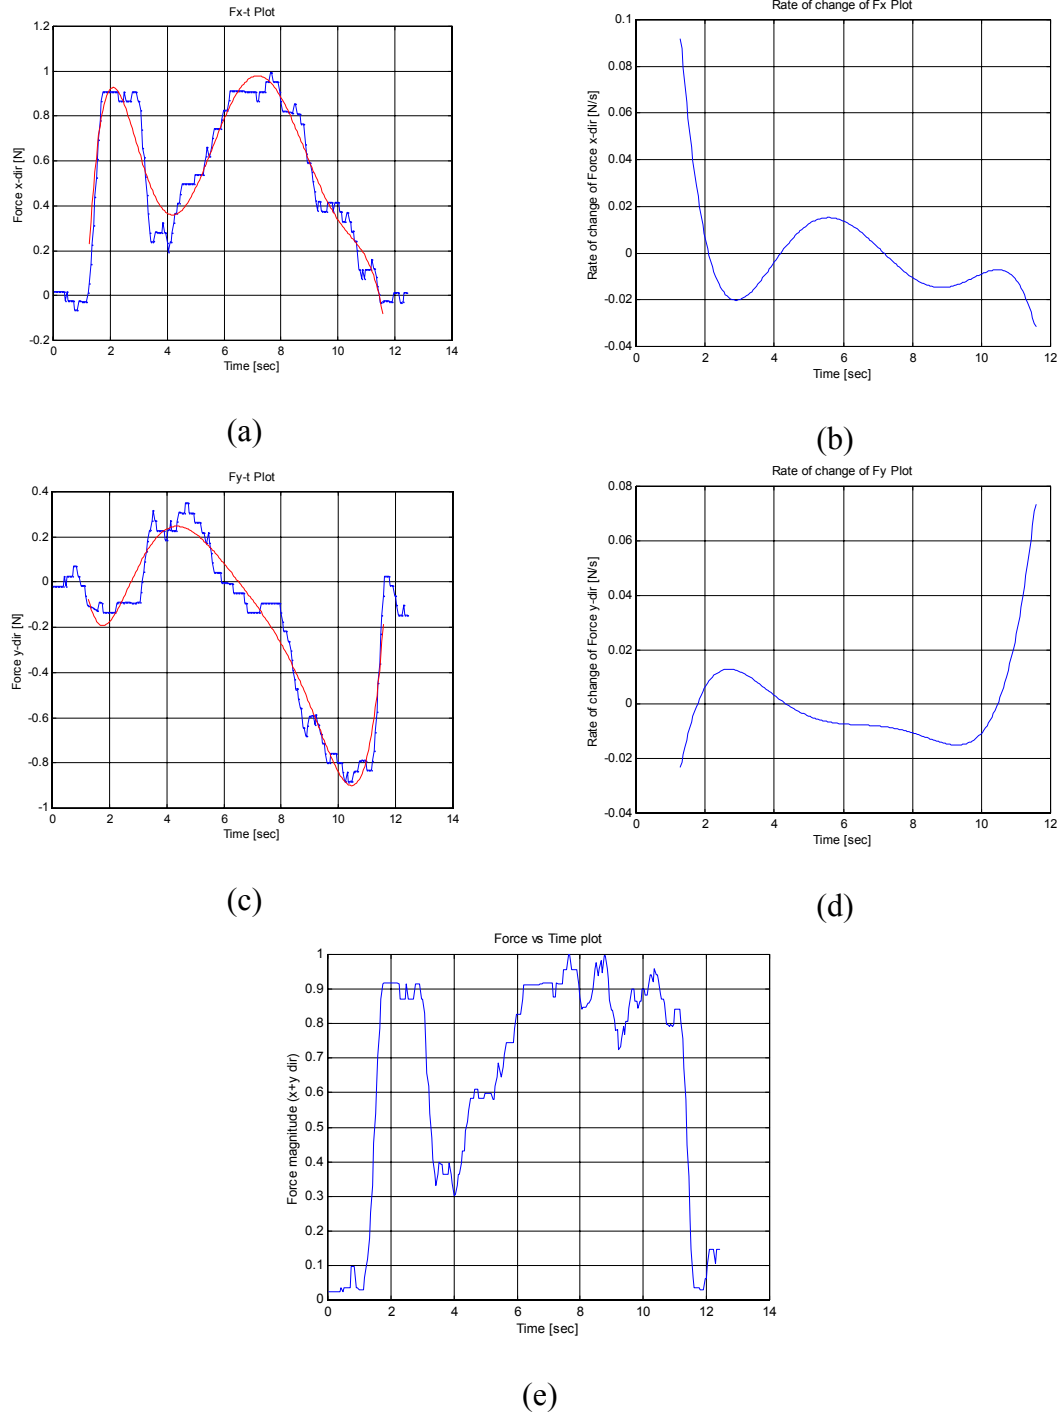 Fx-t Plot
1.2
1
0.8
0.6
0.4
0.2
0
-0.2
Force x-dir [N]
0 2 4 6 8 10 12 14
Time [sec]
(a)
Rate of change of Fx Plot
0.1
0.08
0.06
0.04
0.02
0
-0.02
-0.04
Rate of change of Force x-dir [N/s]
0 2 4 6 8 10 12
Time [sec]
(b)
Fy-t Plot
0.4
0.2
0
-0.2
-0.4
-0.6
-0.8
-1
Force y-dir [N]
0 2 4 6 8 10 12 14
Time [sec]
(c)
Rate of change of Fy Plot
0.08
0.06
0.04
0.02
0
-0.02
-0.04
Rate of change of Force y-dir [N/s]
0 2 4 6 8 10 12
Time [sec]
(d)
Force vs Time plot
1
0.9
0.8
0.7
0.6
0.5
0.4
0.3
0.2
0.1
0
Force magnitude (x+y dir)
0 2 4 6 8 10 12 14
Time [sec]
(e)